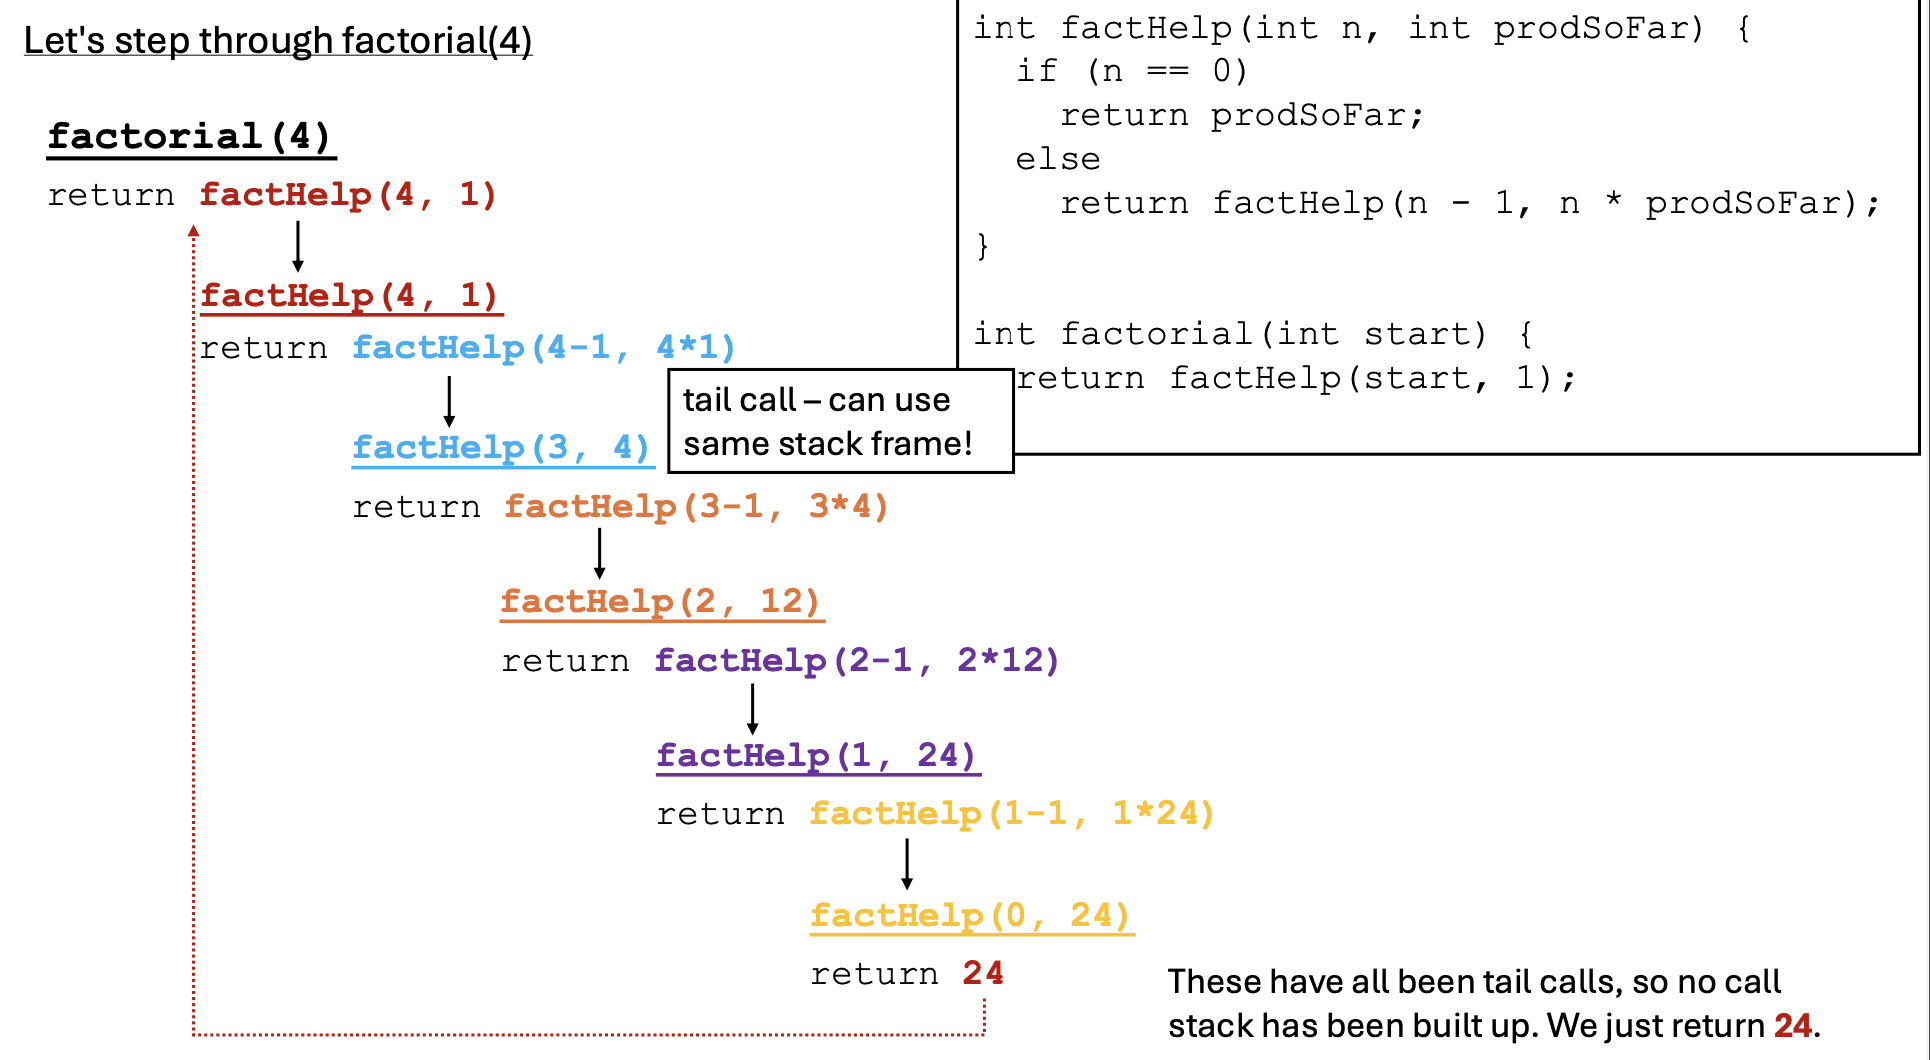 Let's step through factorial(4)
factorial(4)
return factHelp(4, 1)
factHelp(4, 1)
return factHelp(4-1, 4*1)
factHelp(3, 4)
tail call – can use
same stack frame!
return factHelp(3-1, 3*4)
factHelp(2, 12)
return factHelp(2-1, 2*12)
factHelp(1, 24)
return factHelp(1-1, 1*24)
factHelp(0, 24)
return 24
int factHelp(int n, int prodSoFar) {
  if (n == 0)
    return prodSoFar;
  else
    return factHelp(n - 1, n * prodSoFar);
}
int factorial(int start) {
  return factHelp(start, 1);
These have all been tail calls, so no call
stack has been built up. We just return 24.